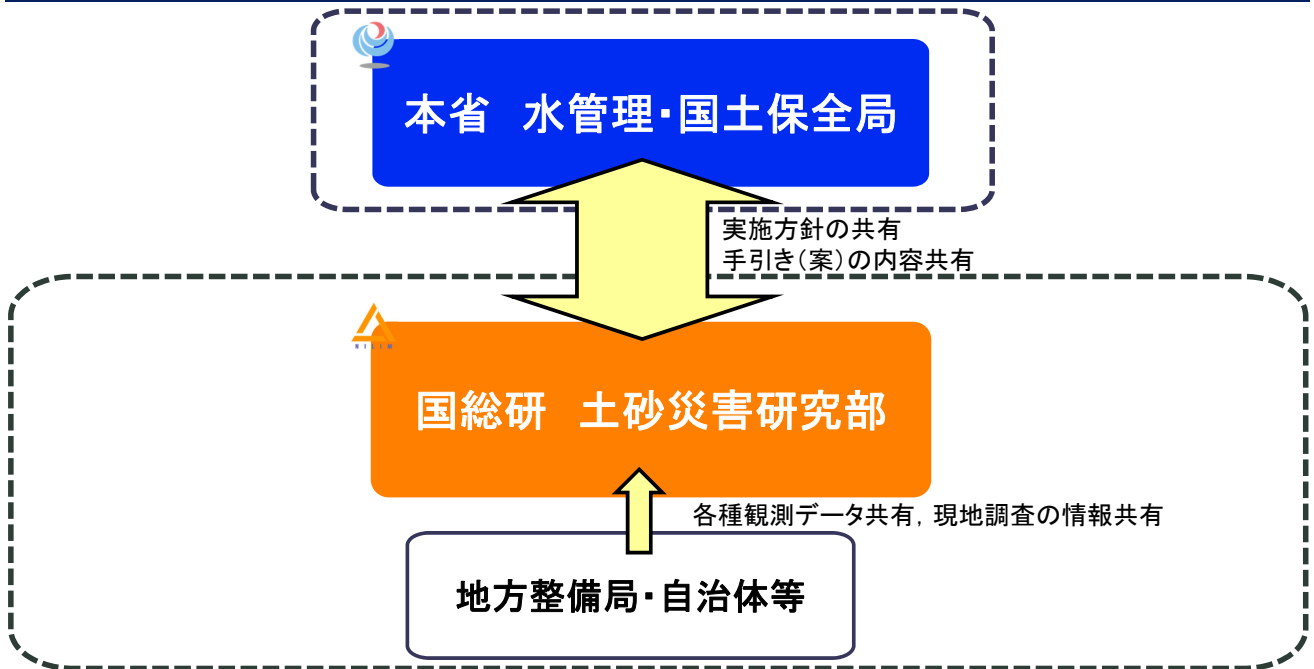 本省　水管理・国土保全局
実施方針の共有
手引き（案）の内容共有
NILIM
国総研　土砂災害研究部
各種観測データ共有，現地調査の情報共有
地方整備局・自治体等